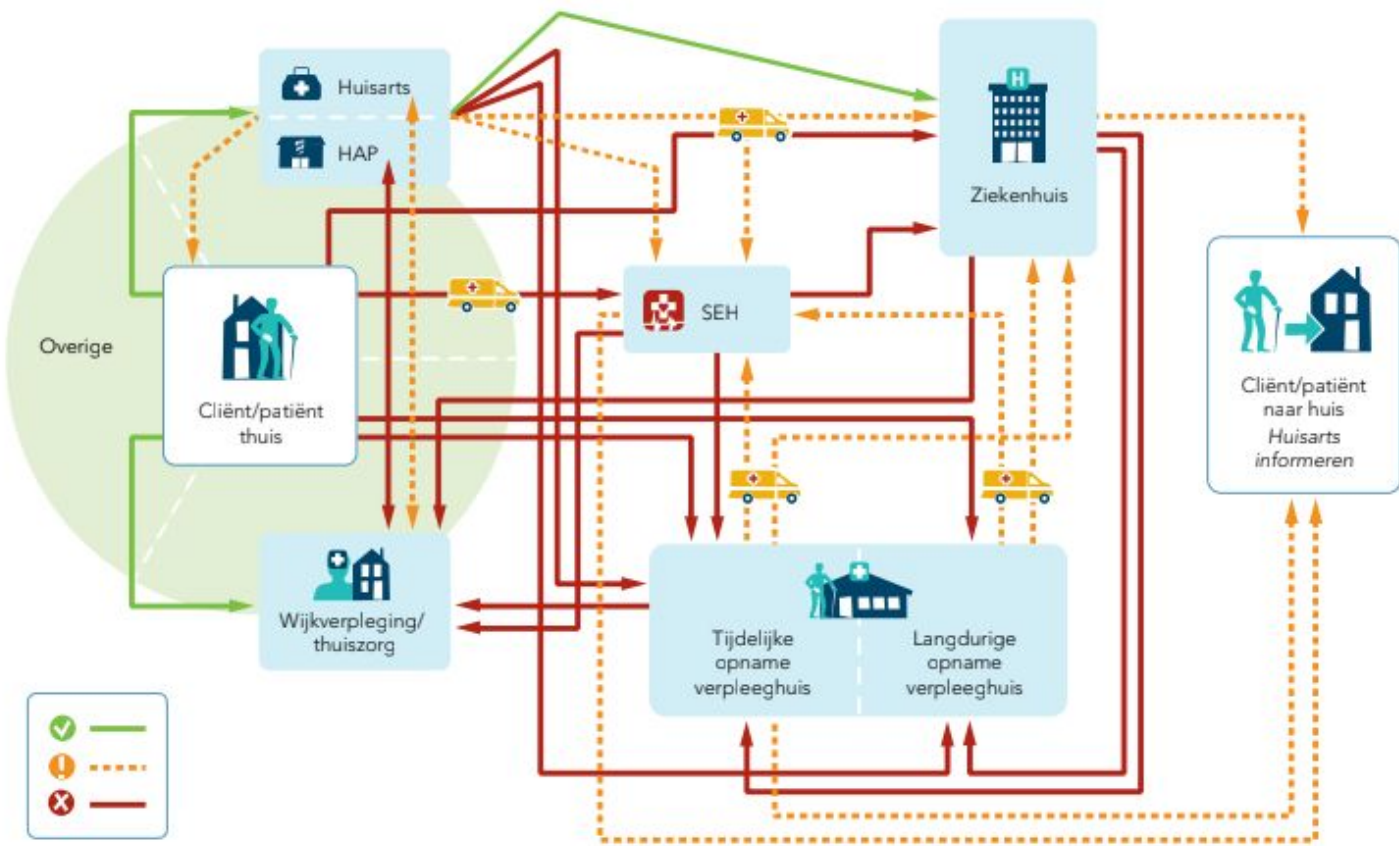 Huisarts
HAP
H
Ziekenhuis
SEH
Overige
Cliënt/patiënt
thuis
Cliënt/patiënt
naar huis
Huisarts
informeren
Wijkverpleging/
thuiszorg
Tijdelijke
opname
verpleeghuis
Langdurige
opname
verpleeghuis
!